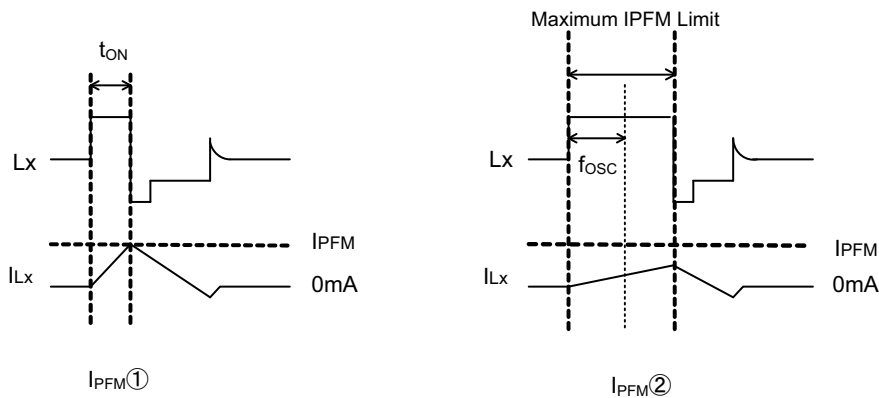 tON
Lx
IPFM
ILx
0mA
IPFM①
Maximum IPFM Limit
Lx
fOSC
IPFM
ILx
0mA
IPFM②